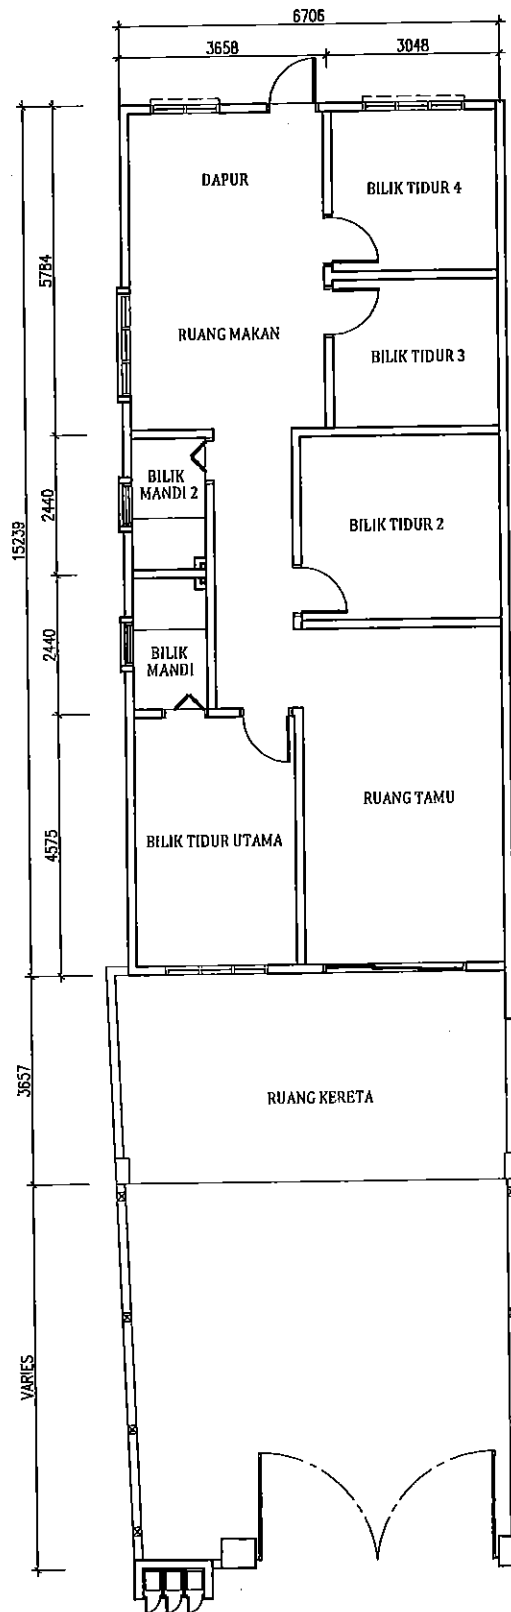 6706
3658
3048
DAPUR
BILIK TIDUR 4
5784
RUANG MAKAN
BILIK TIDUR 3
BILIK
MANDI 2
2440
BILIK TIDUR 2
15239
2440
BILIK
MANDI
RUANG TAMU
4575
BILIK TIDUR UTAMA
3657
RUANG KERETA
VARIES